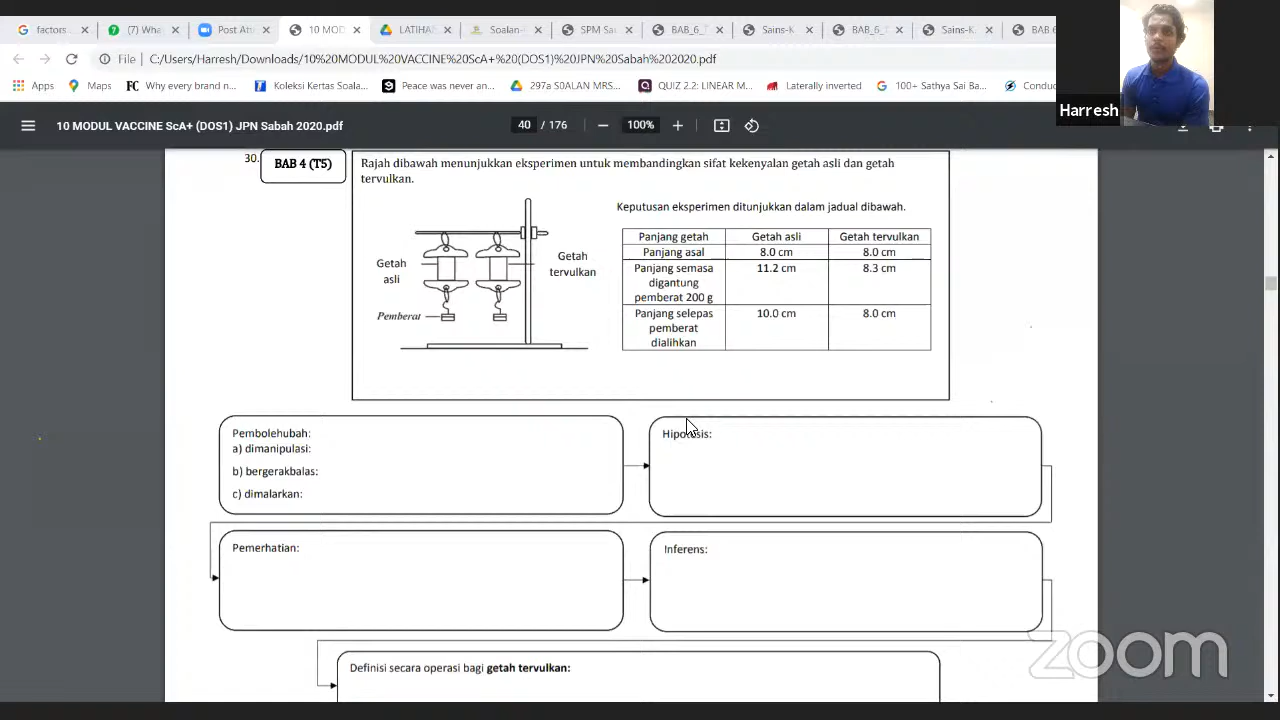 factors
(7) Wha
Post Att
10 MOD
LATIHA
Soalan-
SPM Sa
BAB_6_T
Sains-K
BAB_6_
Sains-K.
BAB 6
File
C:/Users/Harresh/Downloads/10%20MODUL%20VACCINE%20ScA+%20(DOS1)%20JPN%20Sabah%202020.pdf
Apps
Maps
FC Why every brand n...
Koleksi Kertas Soala...
Peace was never an...
297a S0ALAN MRS...
QUIZ 2.2: LINEAR M...
Laterally inverted
100+ Sathya Sai Ba...
Conduc
Harresh
10 MODUL VACCINE ScA+ (DOS1) JPN Sabah 2020.pdf
40 / 176
100%
30.
BAB 4 (T5)
Rajah dibawah menunjukkan eksperimen untuk membandingkan sifat kekenyalan getah asli dan getah
tervulkan.
Keputusan eksperimen ditunjukkan dalam jadual dibawah.
Getah
asli
Getah
tervulkan
Pemberat
Panjang getah Getah asli Getah tervulkan
Panjang asal 8.0 cm 8.0 cm
Panjang semasa 11.2 cm 8.3 cm
digantung
pemberat 200 g
Panjang selepas 10.0 cm 8.0 cm
pemberat
dialihkan
Pembolehubah:
a) dimanipulasi:
b) bergerakbalas:
c) dimalarkan:
Hipotesis:
Pemerhatian:
Inferens:
Definisi secara operasi bagi getah tervulkan:
zoom